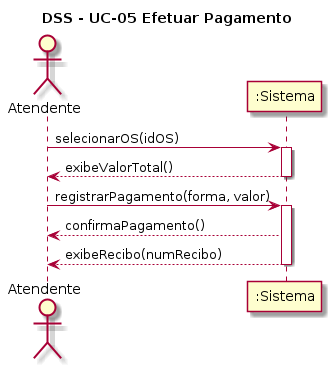 DSS - UC-05 Efetuar Pagamento
Atendente
:Sistema
selecionarOS(idOS)
exibeValorTotal()
registrarPagamento(forma, valor)
confirmaPagamento()
exibeRecibo(numRecibo)
Atendente
:Sistema